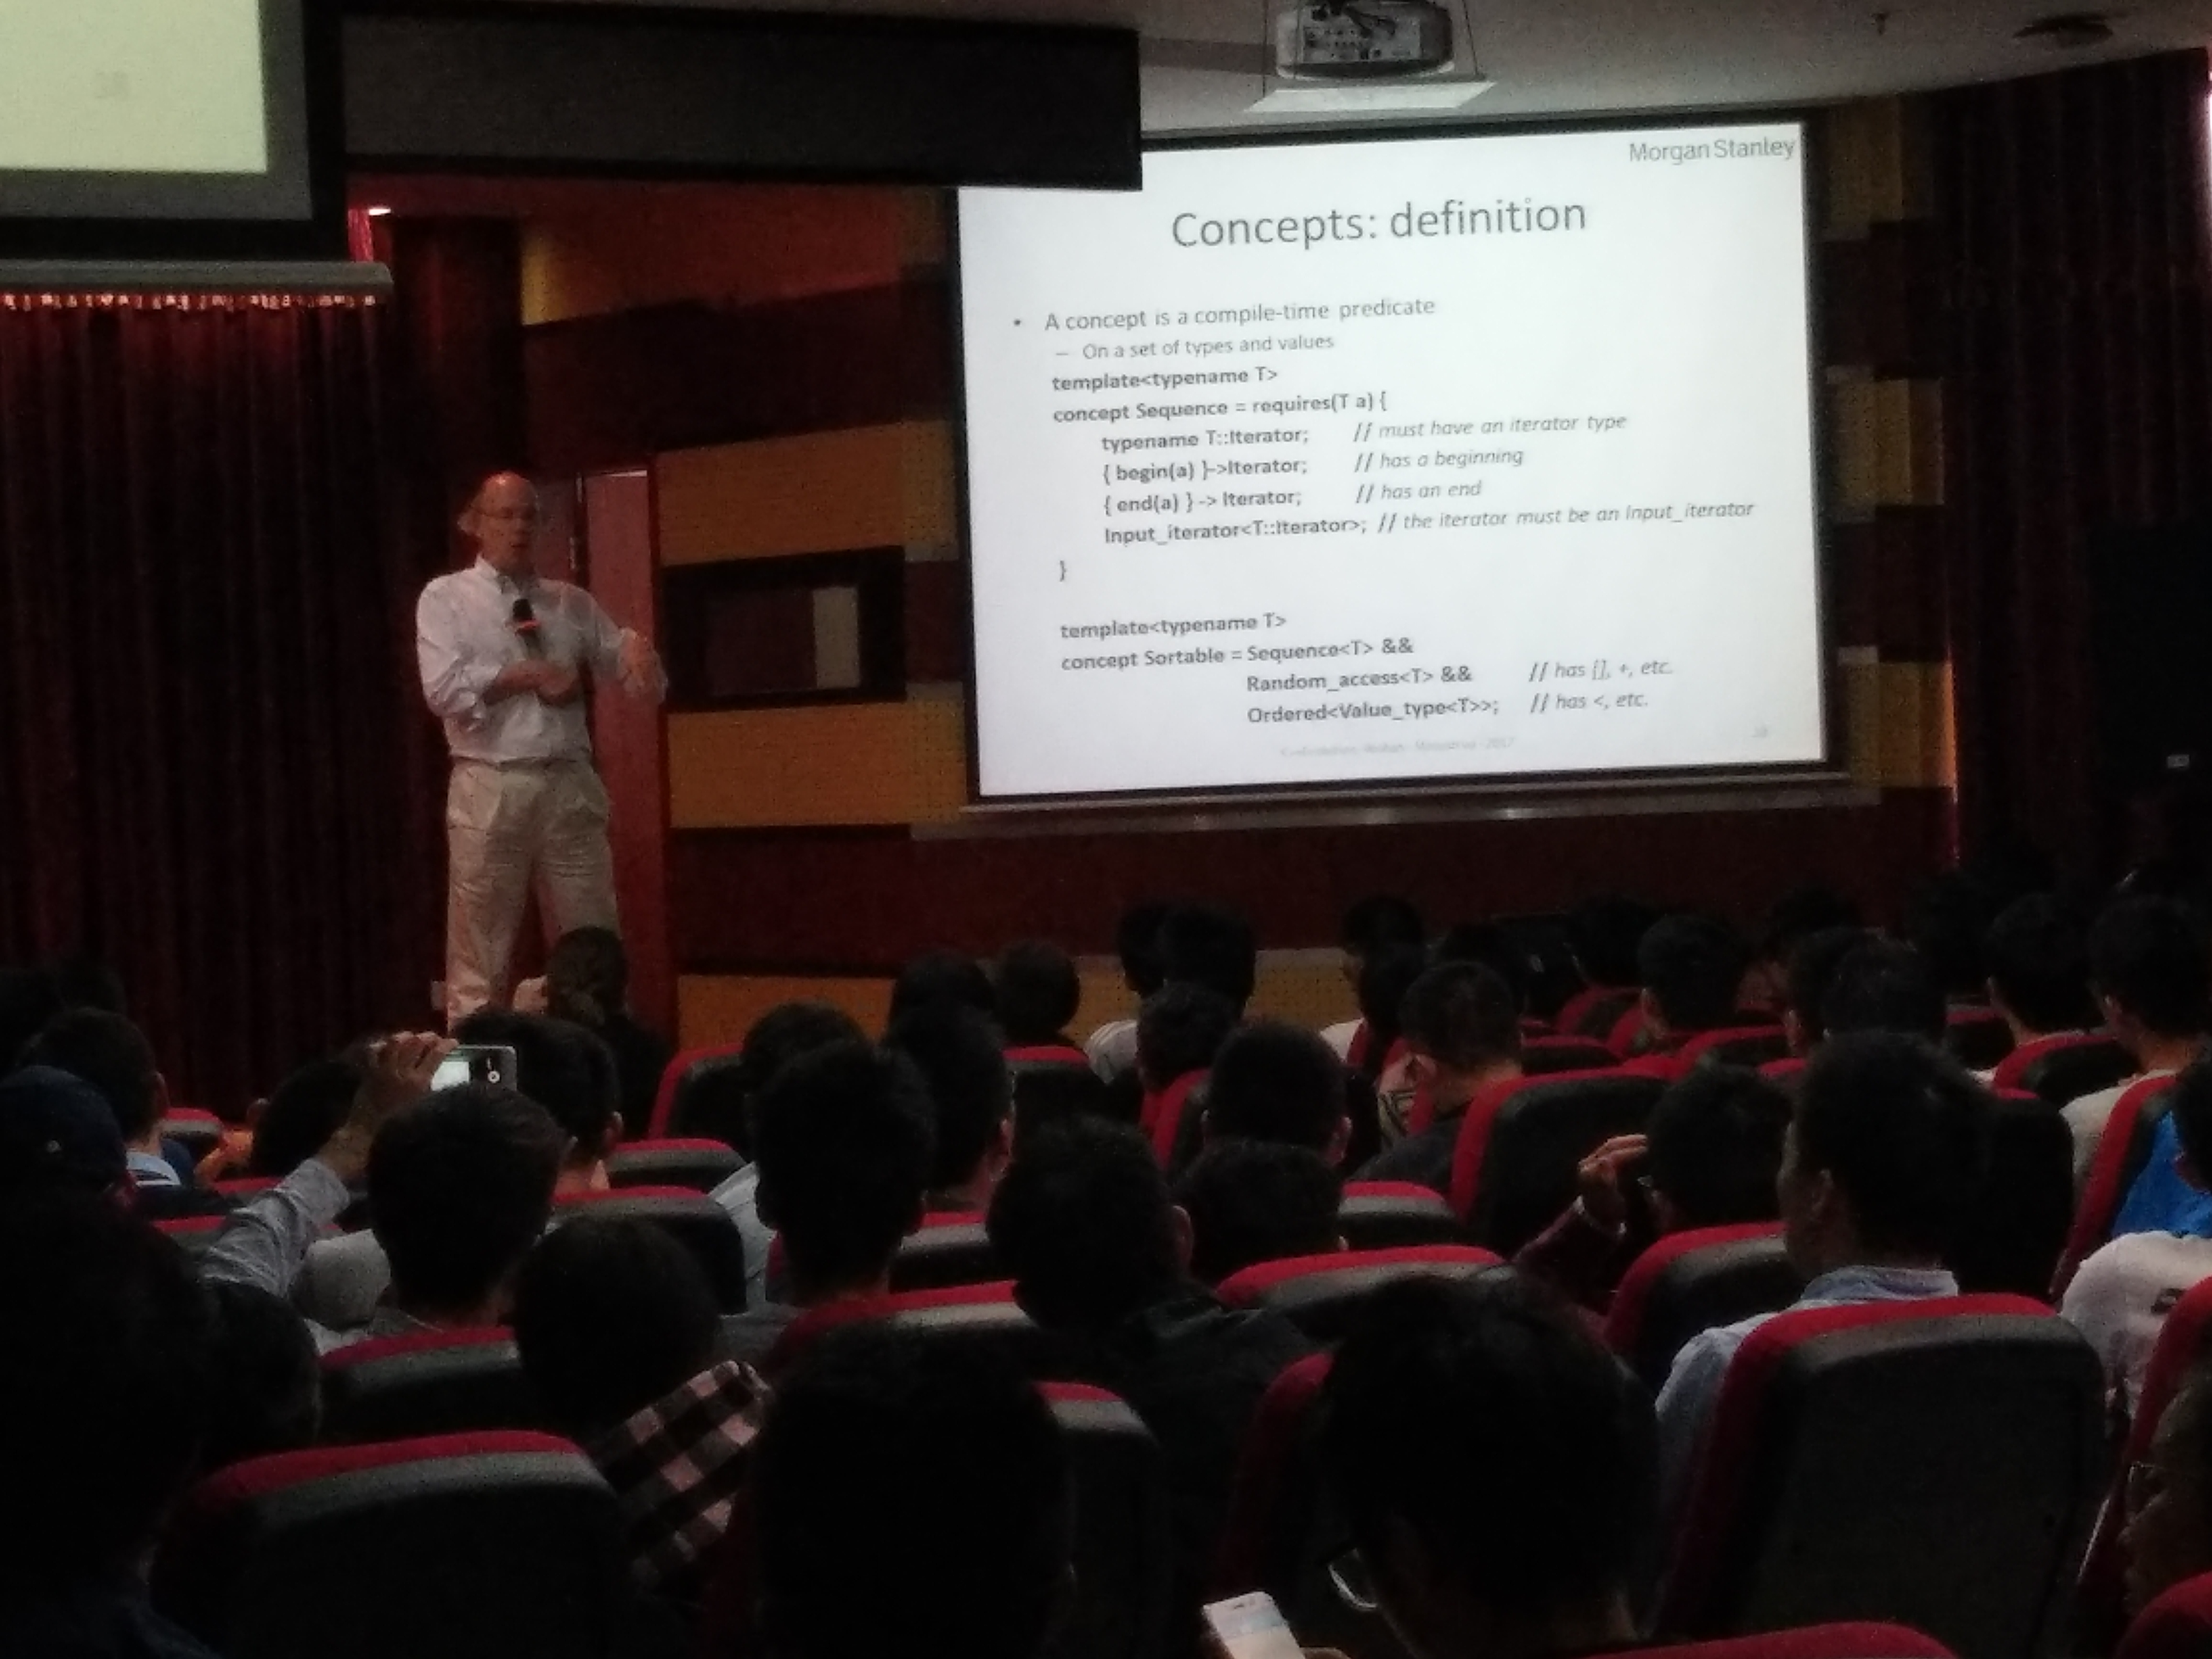 Morgan Stanley
Concepts: definition
• A concept is a compile-time predicate
– On a set of types and values
template<typename T>
concept Sequence = requires(T a) {
typename T::Iterator; // must have an iterator type
{ begin(a) }->Iterator; // has a beginning
{ end(a) } -> Iterator; // has an end
Input_iterator<T::Iterator>; // the iterator must be an Input_iterator
}
template<typename T>
concept Sortable = Sequence<T> &&
Random_access<T> && // has [], +, etc.
Ordered<Value_type<T>>; // has <, etc.
2017